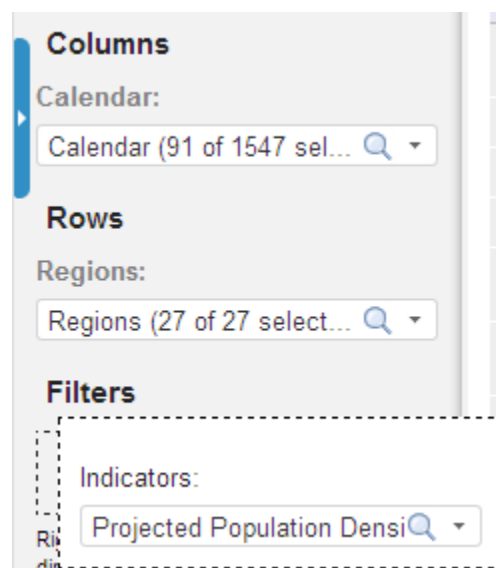 Columns
Calendar:
Calendar (91 of 1547 sel...
Rows
Regions:
Regions (27 of 27 select...
Filters
Indicators:
Projected Population Densi